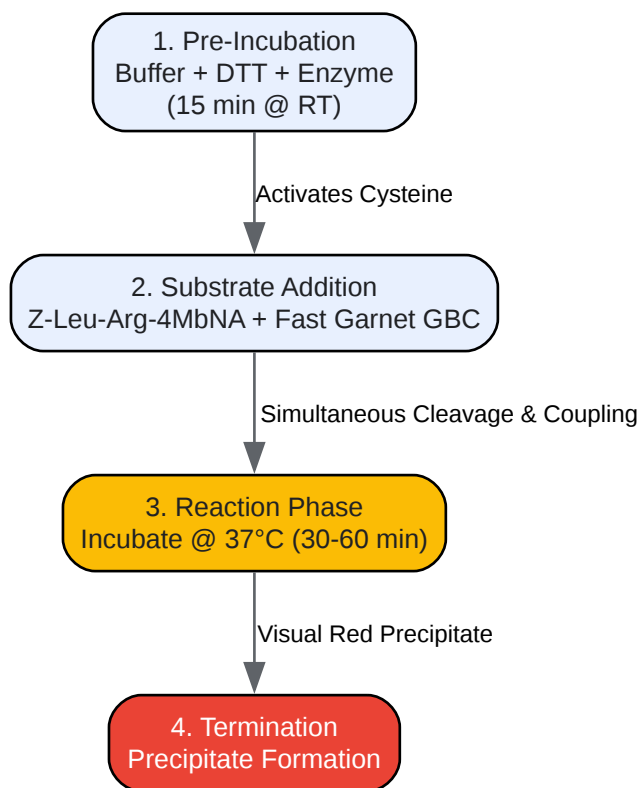 1. Pre-Incubation
Buffer + DTT + Enzyme
(15 min @ RT)
Activates Cysteine
2. Substrate Addition
Z-Leu-Arg-4MbNA + Fast Garnet GBC
Simultaneous Cleavage & Coupling
3. Reaction Phase
Incubate @ 37°C (30-60 min)
Visual Red Precipitate
4. Termination
Precipitate Formation